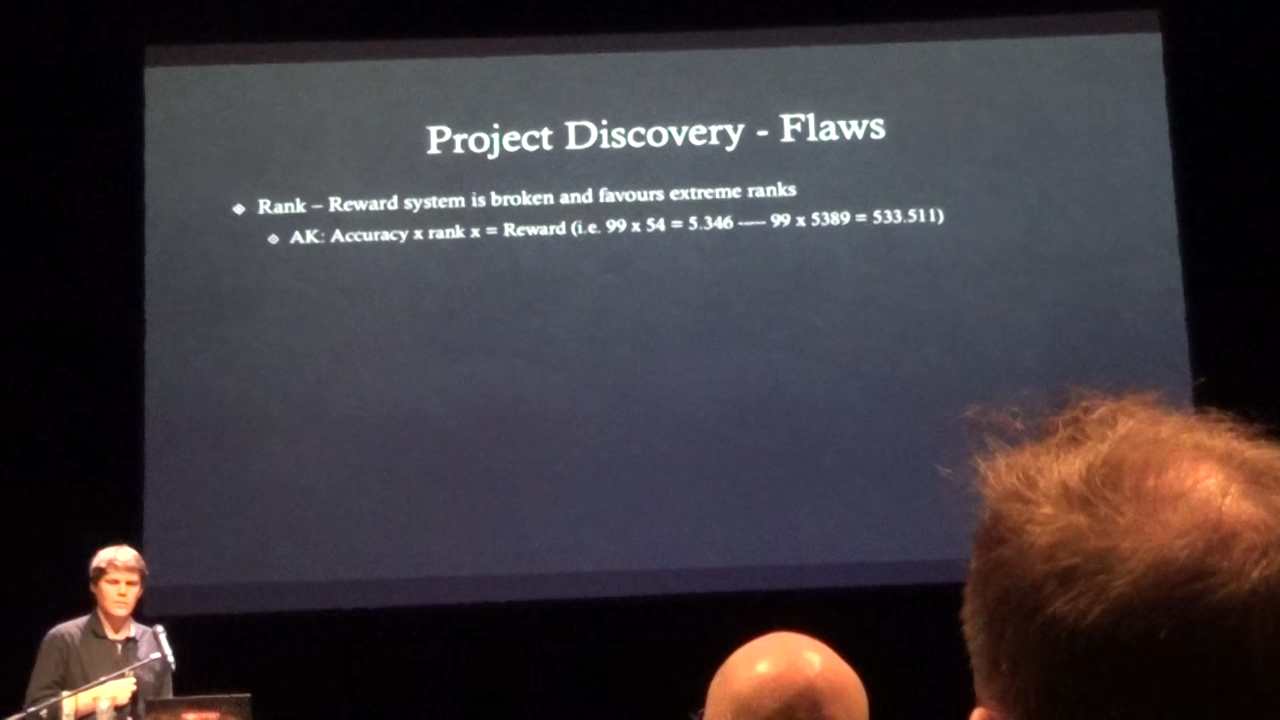 Project Discovery - Flaws
Rank – Reward system is broken and favours extreme ranks
AK: Accuracy x rank x = Reward (i.e. 99 x 54 = 5.346 ---- 99 x 5389 = 533.511)